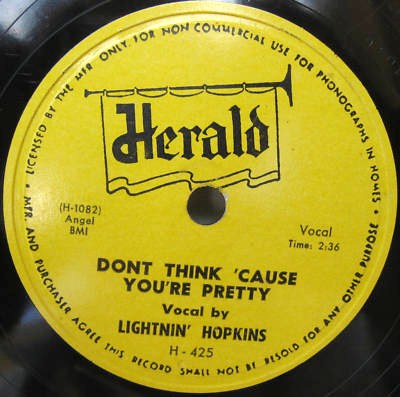 LICENSED BY THE MFR. ONLY FOR NON COMMERCIAL USE FOR PHONOGRAPHS IN HOMES •
MFR. AND PURCHASER AGREE THIS RECORD SHALL NOT BE RESOLD FOR ANY OTHER PURPOSE •
Herald
(H-1082)
Angel
BMI
Vocal
Time: 2:36
DONT THINK 'CAUSE
YOU'RE PRETTY
Vocal by
LIGHTNIN' HOPKINS
H - 425